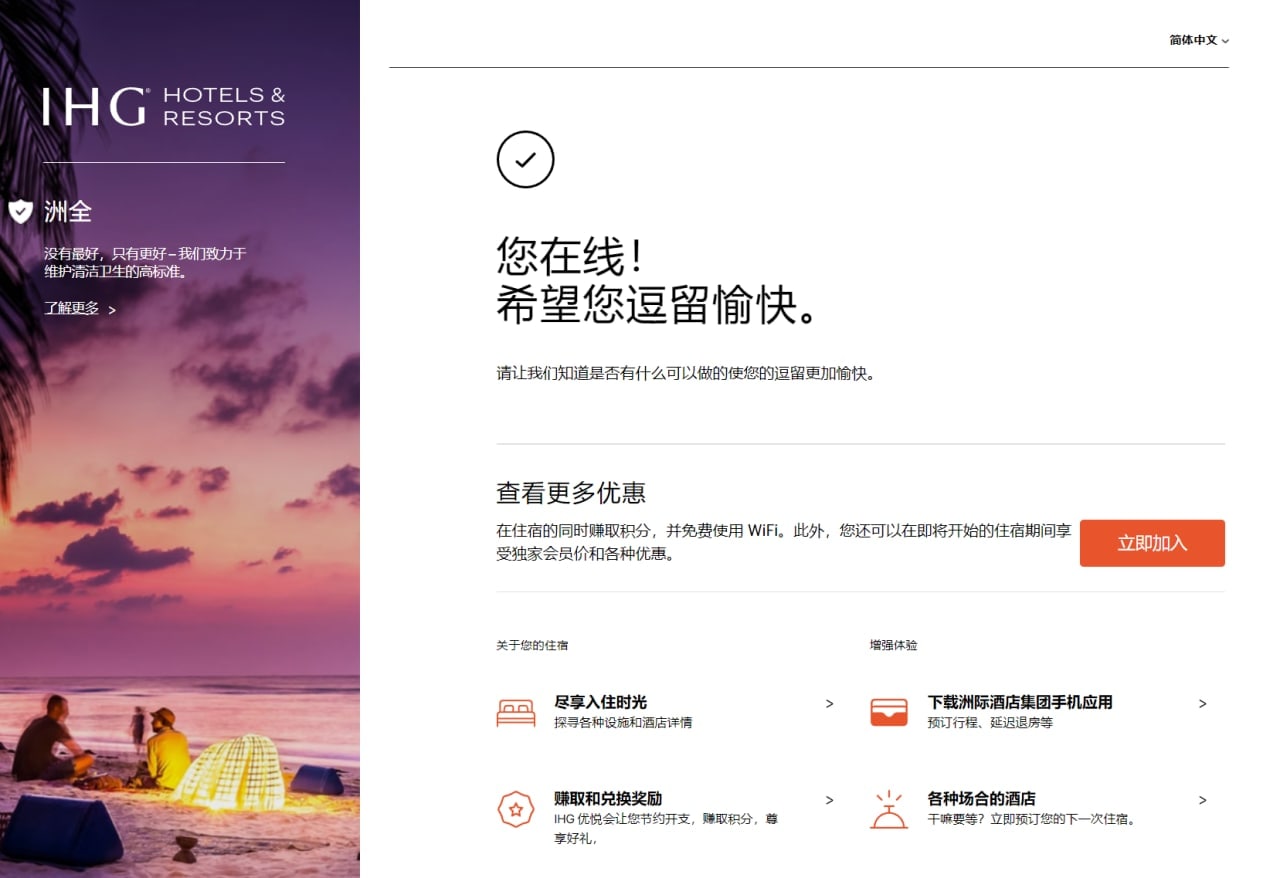 IHG® HOTELS &
RESORTS
洲全
没有最好，只有更好 – 我们致力于
维护清洁卫生的高标准。
了解更多 >
简体中文
您在线！
希望您逗留愉快。
请让我们知道是否有什么可以做的使您的逗留更加愉快。
查看更多优惠
在住宿的同时赚取积分，并免费使用 WiFi。此外，您还可以在即将开始的住宿期间享
受独家会员价和各种优惠。
立即加入
关于您的住宿
尽享入住时光 >
探寻各种设施和酒店详情
赚取和兑换奖励 >
IHG 优悦会让您节约开支，赚取积分，尊
享好礼，
增强体验
下载洲际酒店集团手机应用 >
预订行程、延迟退房等
各种场合的酒店 >
干嘛要等？立即预订您的下一次住宿。